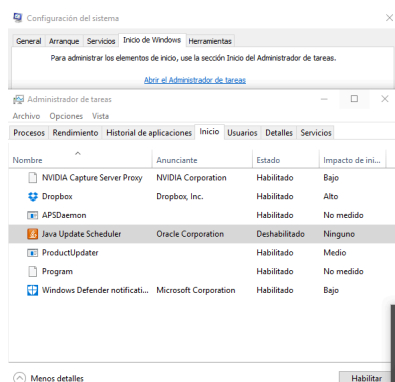 Configuración del sistema
General Arranque Servicios Inicio de Windows Herramientas
Para administrar los elementos de inicio, use la sección Inicio del Administrador de tareas.
Abrir el Administrador de tareas
Administrador de tareas
Archivo Opciones Vista
Procesos Rendimiento Historial de aplicaciones Inicio Usuarios Detalles Servicios
Nombre Anunciante Estado Impacto de ini...
NVIDIA Capture Server Proxy NVIDIA Corporation Habilitado Bajo
Dropbox Dropbox, Inc. Habilitado Alto
APSDaemon Habilitado No medido
Java Update Scheduler Oracle Corporation Deshabilitado Ninguno
ProductUpdater Habilitado Medio
Program Habilitado No medido
Windows Defender notificati... Microsoft Corporation Habilitado Bajo
Menos detalles Habilitar